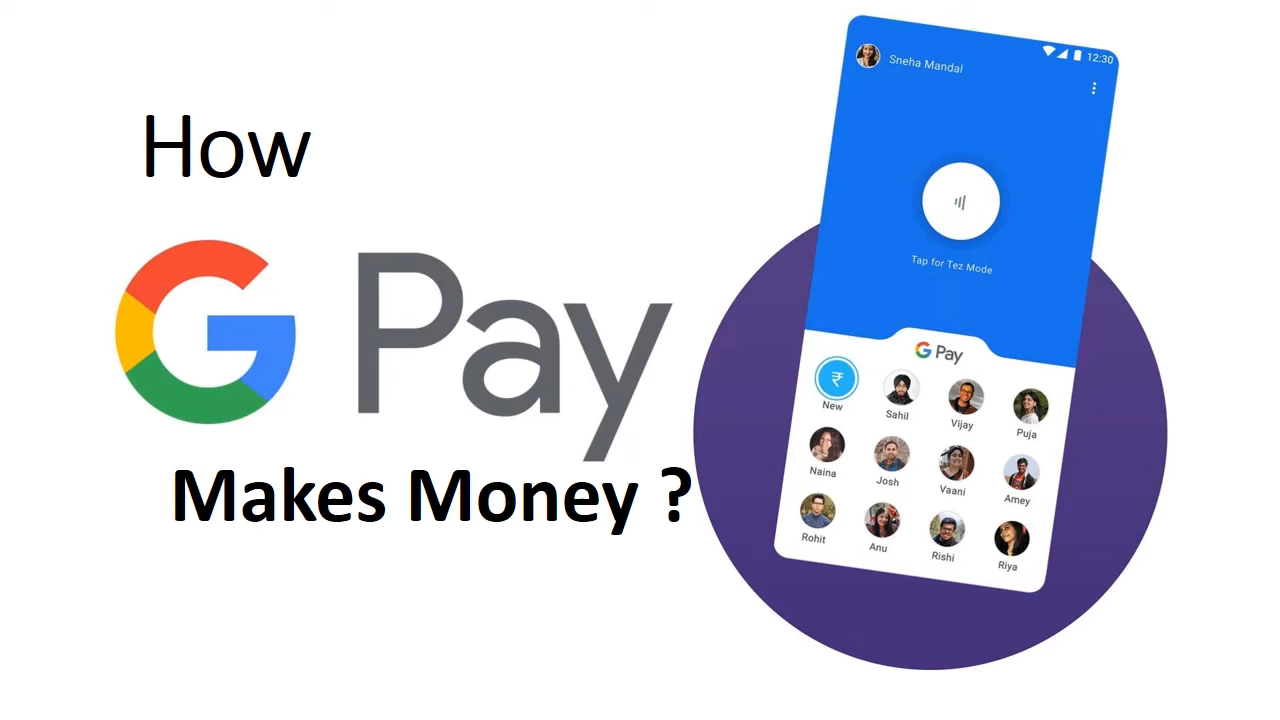 How
G Pay
Makes Money ?
Sneha Mandal
12:30
Tap for Tez Mode
G Pay
₹
New
Sahil
Vijay
Puja
Naina
Josh
Vaani
Amey
Rohit
Anu
Rishi
Riya